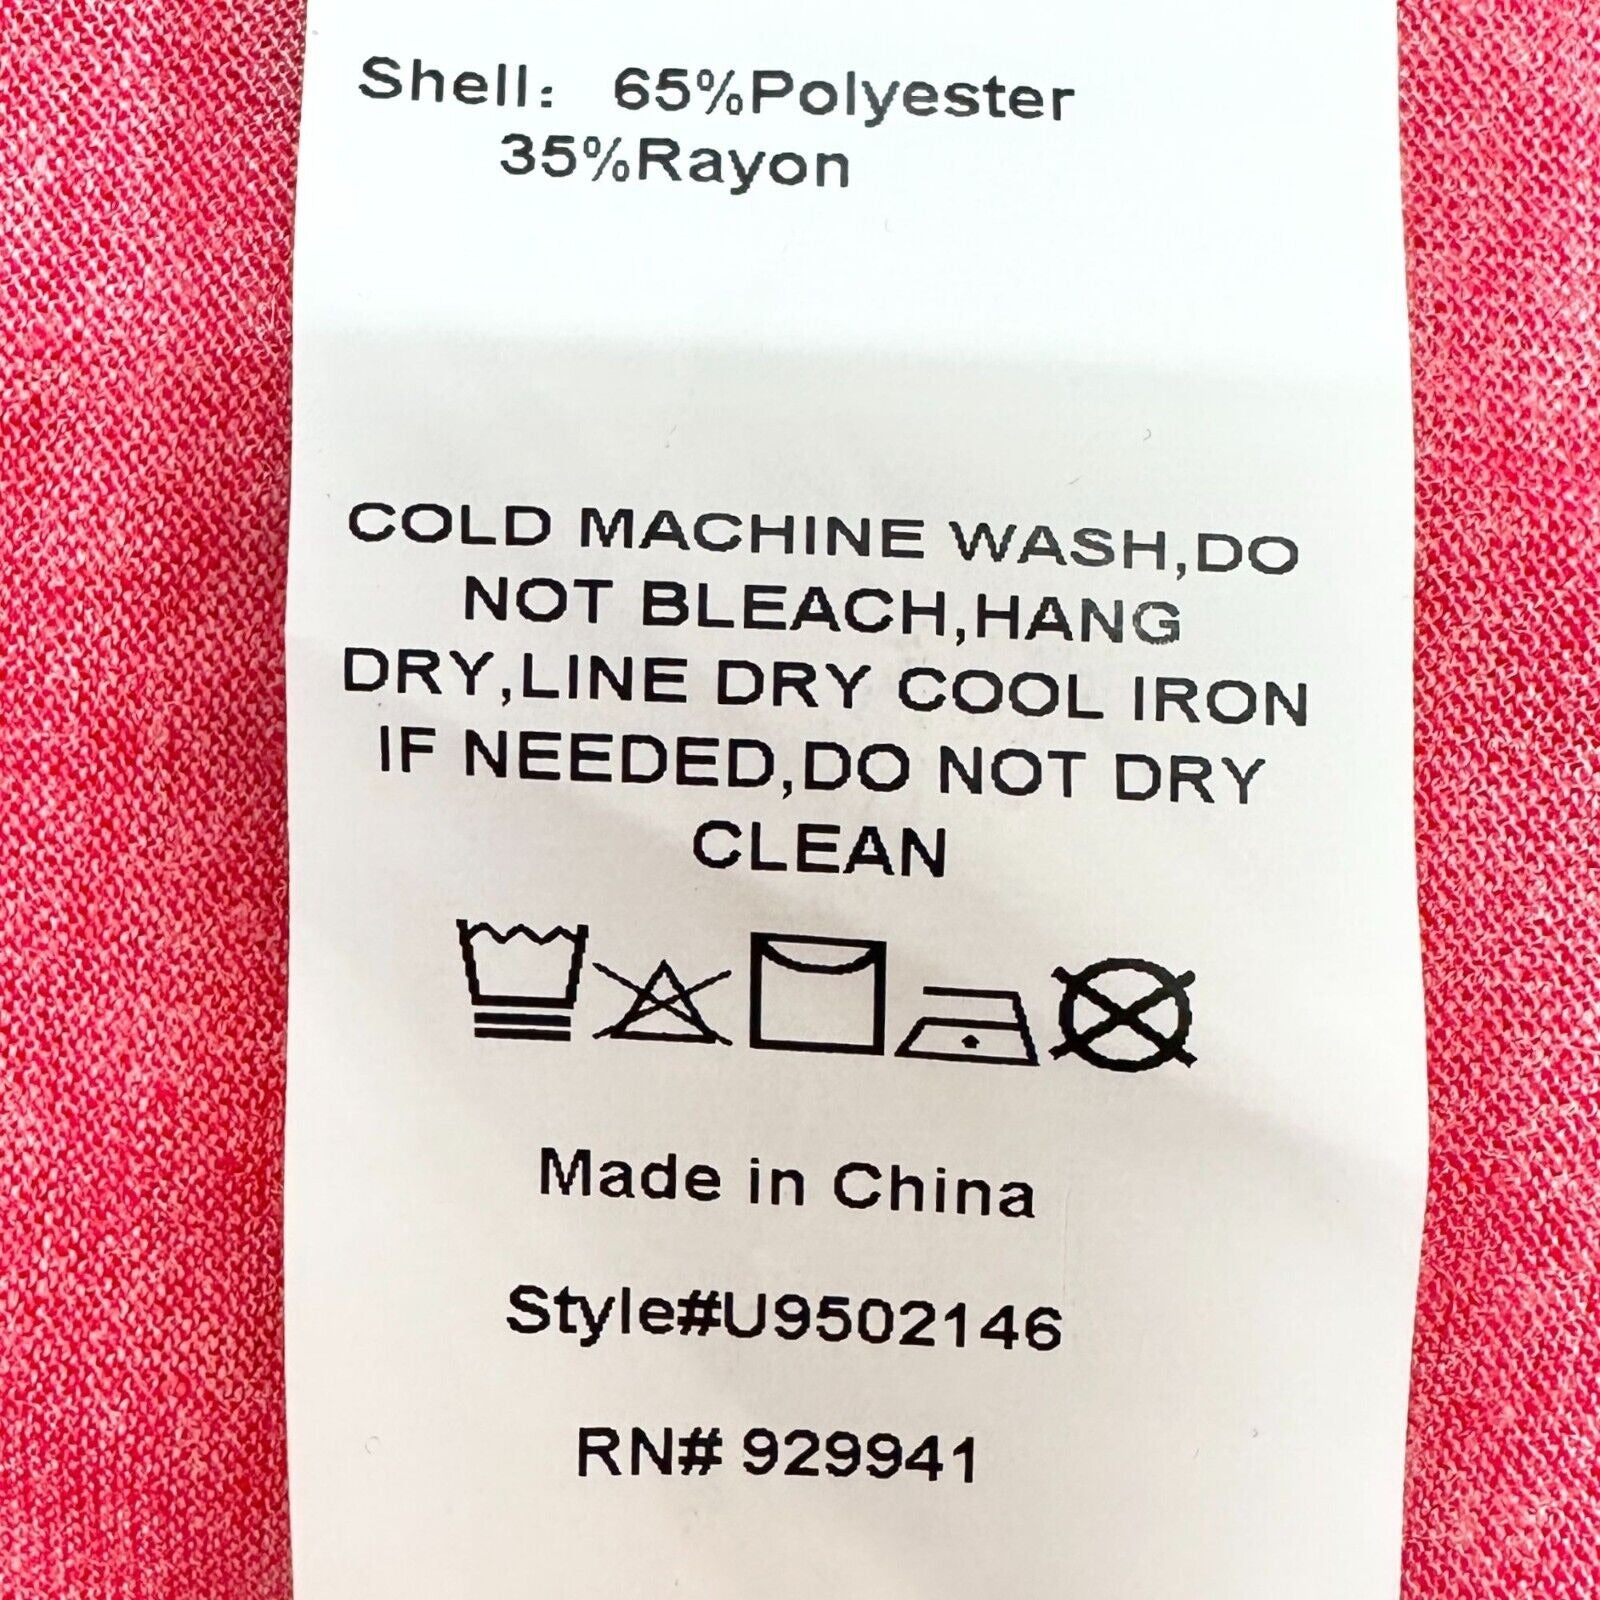 Shell: 65%Polyester
35%Rayon
COLD MACHINE WASH,DO
NOT BLEACH,HANG
DRY,LINE DRY COOL IRON
IF NEEDED,DO NOT DRY
CLEAN
Made in China
Style#U9502146
RN# 929941